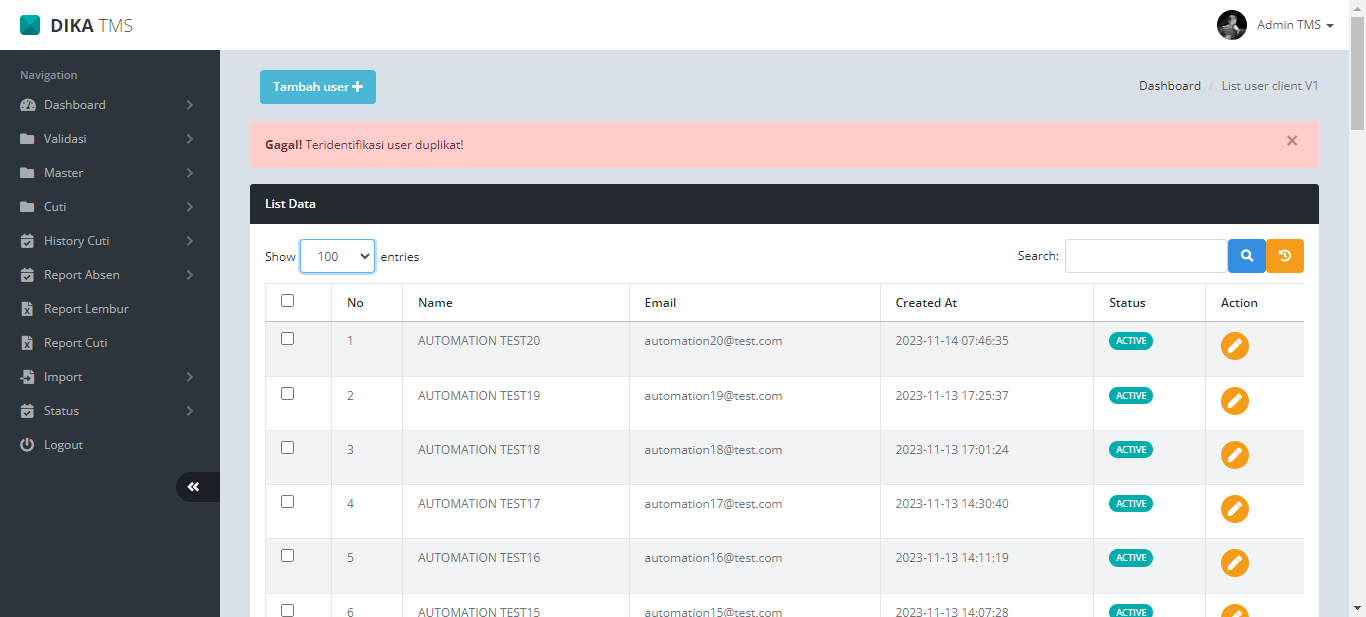 DIKA TMS
Admin TMS
Navigation
Dashboard
Validasi
Master
Cuti
History Cuti
Report Absen
Report Lembur
Report Cuti
Import
Status
Logout
Tambah user
Dashboard / List user client V1
Gagal! Teridentifikasi user duplikat!
×
List Data
Show 100 entries
Search:
No Name Email Created At Status Action
1 AUTOMATION TEST20 automation20@test.com 2023-11-14 07:46:35 ACTIVE
2 AUTOMATION TEST19 automation19@test.com 2023-11-13 17:25:37 ACTIVE
3 AUTOMATION TEST18 automation18@test.com 2023-11-13 17:01:24 ACTIVE
4 AUTOMATION TEST17 automation17@test.com 2023-11-13 14:30:40 ACTIVE
5 AUTOMATION TEST16 automation16@test.com 2023-11-13 14:11:19 ACTIVE
6 AUTOMATION TEST15 automation15@test.com 2023-11-13 14:07:28 ACTIVE